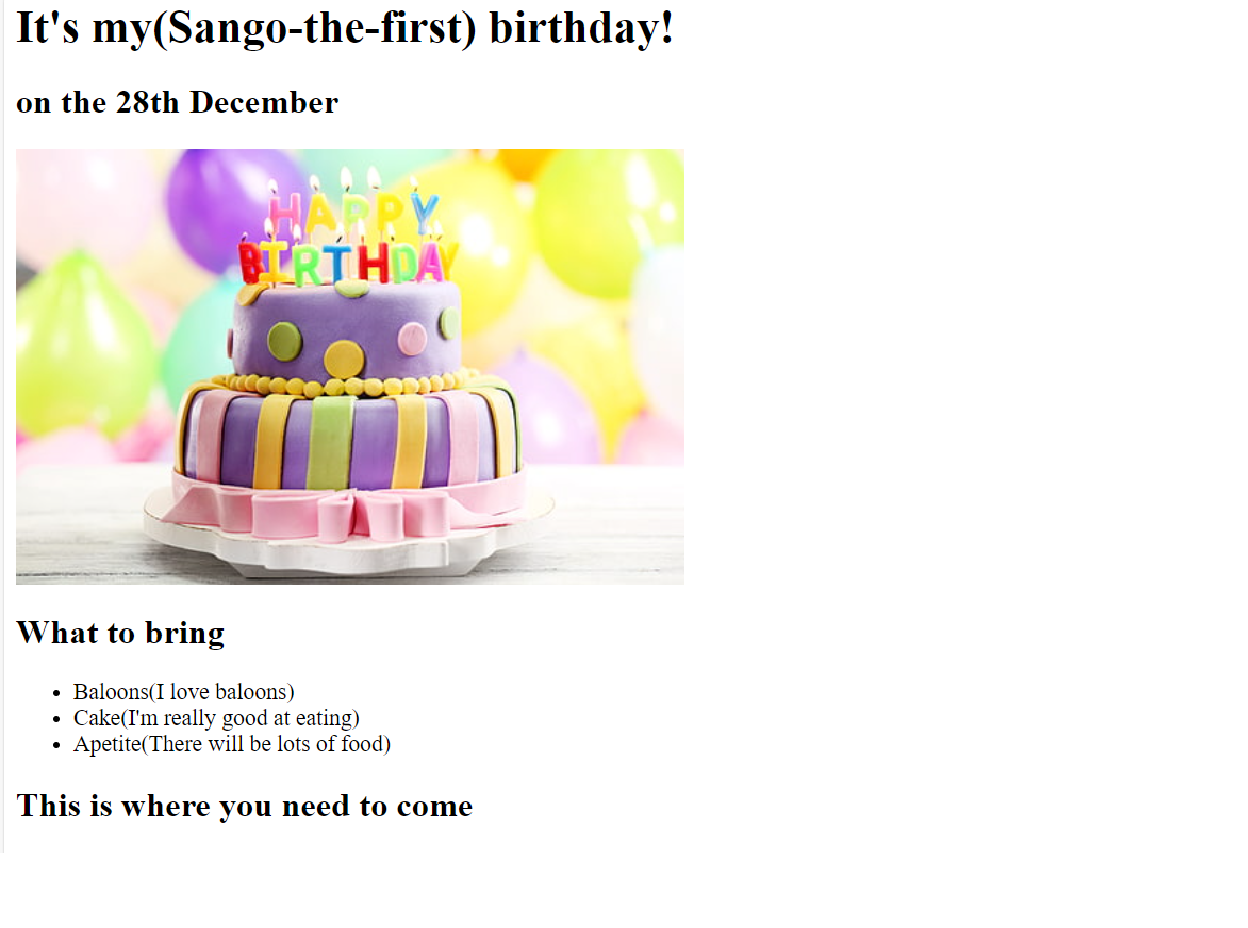 It's my(Sango-the-first) birthday!
on the 28th December
HAPPY
BIRTHDAY
What to bring
Baloons(I love baloons)
Cake(I'm really good at eating)
Apetite(There will be lots of food)
This is where you need to come